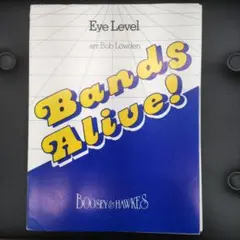 Eye Level
arr Bob Lowden
Bands
Alive!
BOOSEY & HAWKES